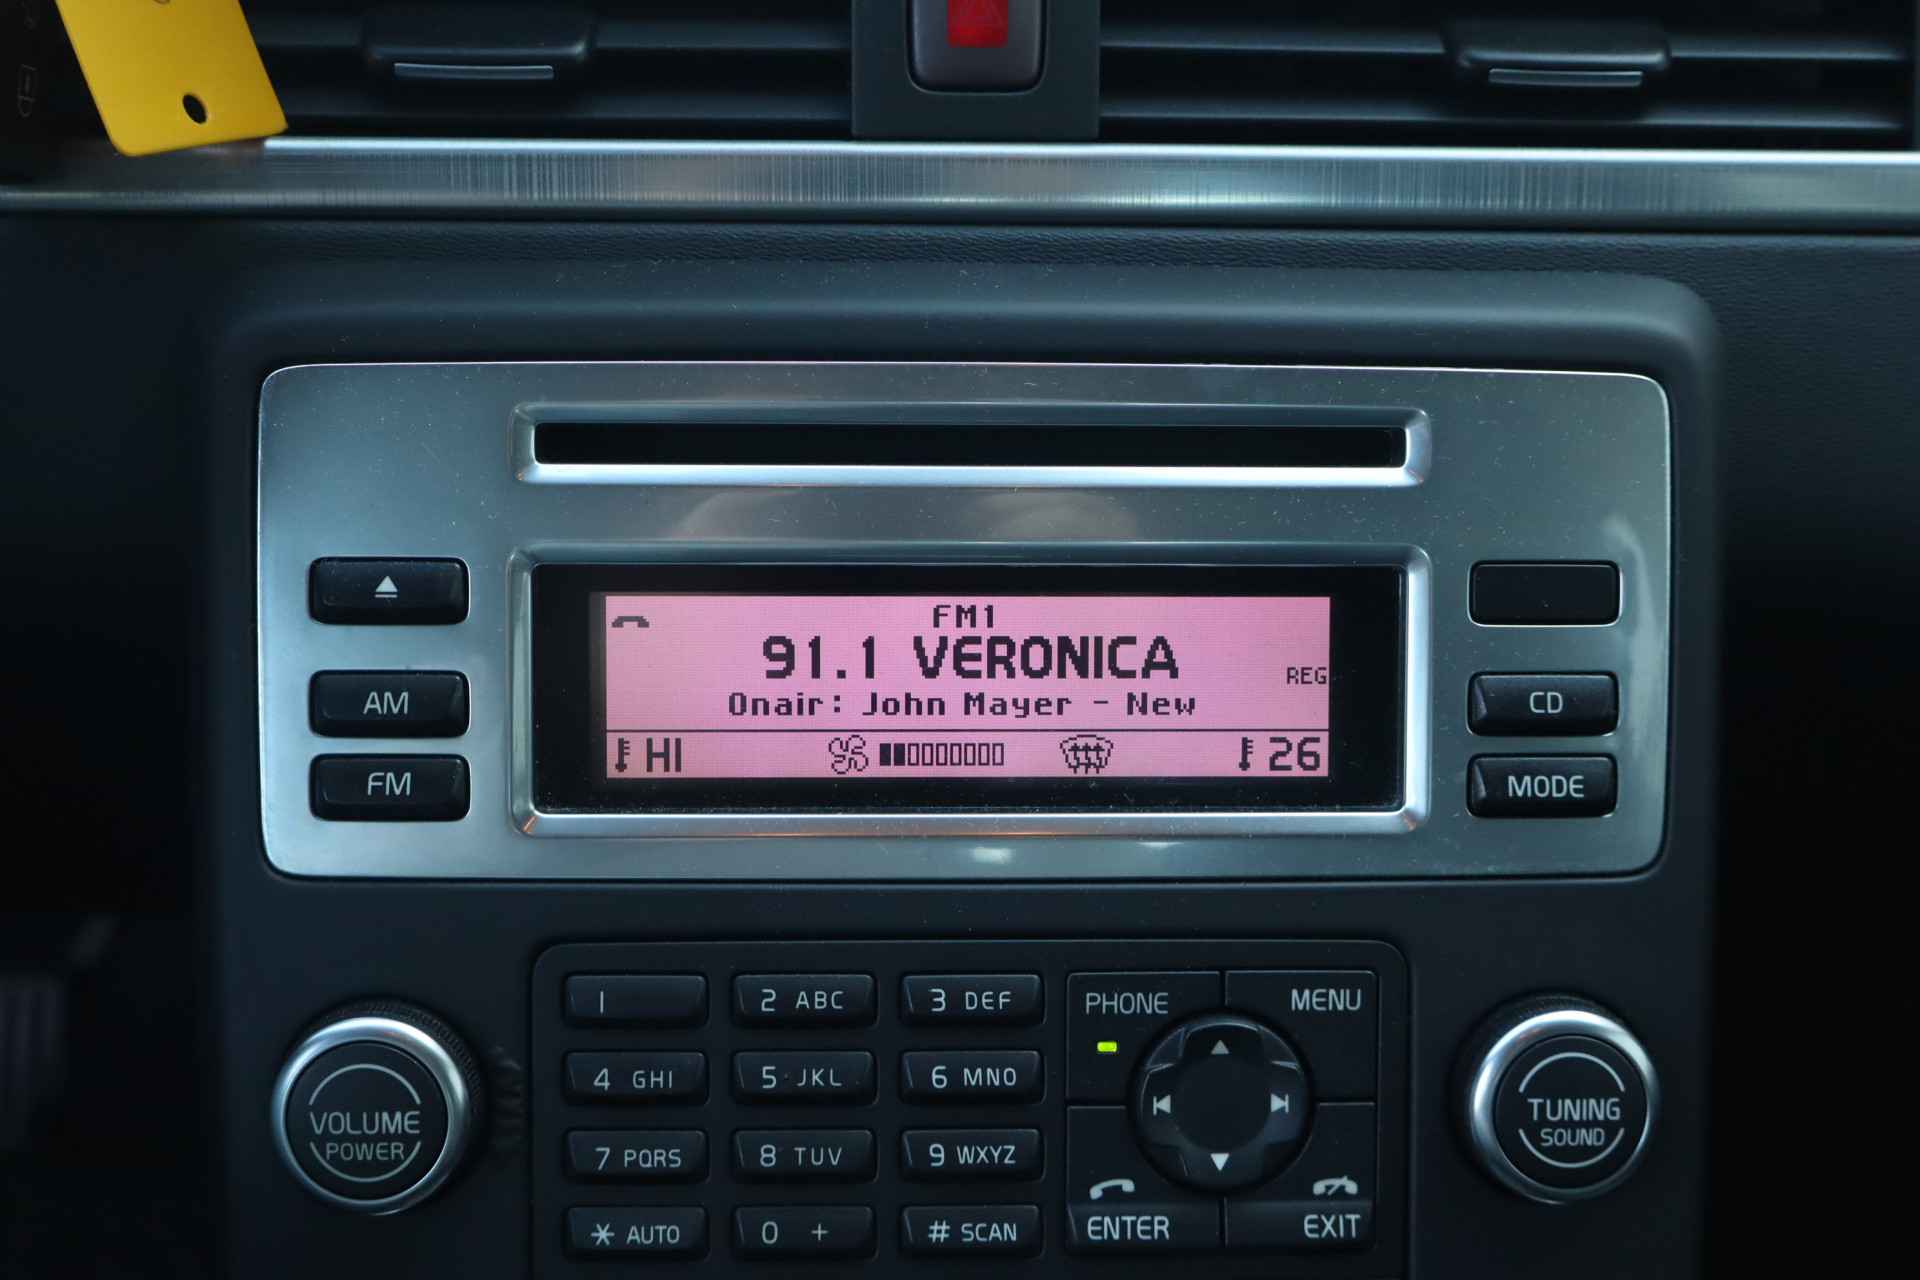 FM1
91.1 VERONICA
REG
Onair: John Mayer - New
HI
26
AM
FM
CD
MODE
1
2 ABC
3 DEF
PHONE
MENU
4 GHI
5 JKL
6 MNO
VOLUME
POWER
TUNING
SOUND
7 PQRS
8 TUV
9 WXYZ
* AUTO
0 +
# SCAN
ENTER
EXIT